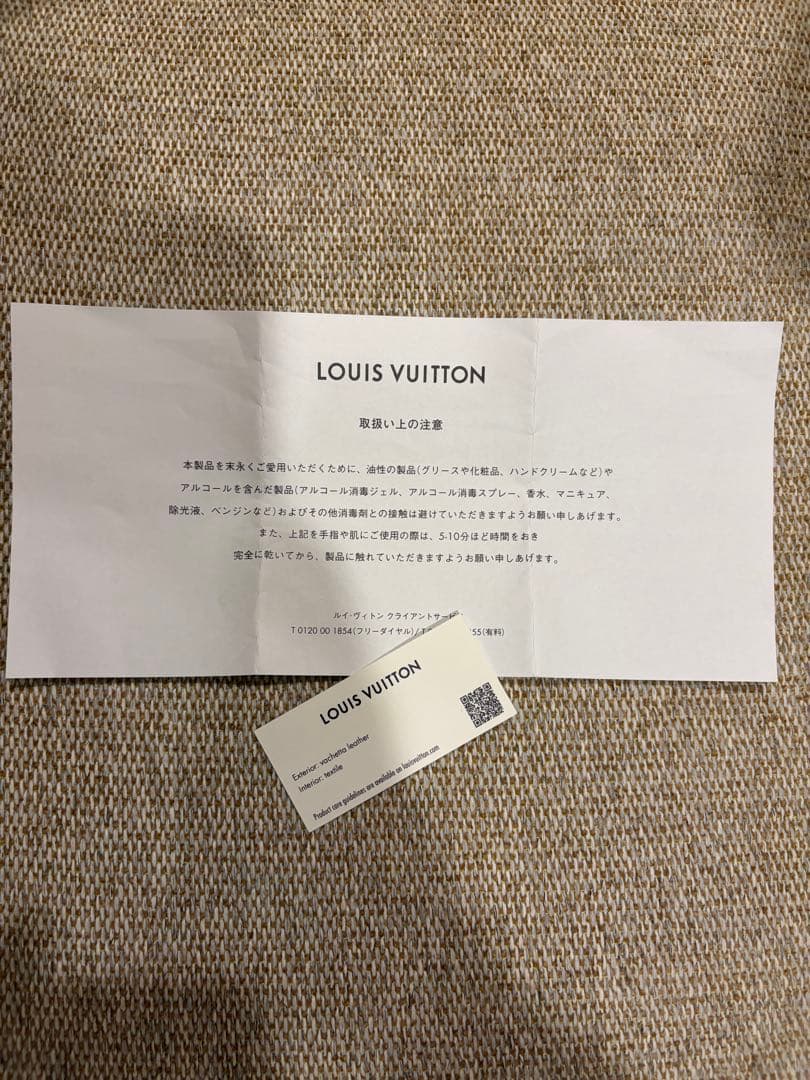 LOUIS VUITTON
取扱い上の注意
本製品を末永くご愛用いただくために、油性の製品(グリースや化粧品、ハンドクリームなど)や
アルコールを含んだ製品(アルコール消毒ジェル、アルコール消毒スプレー、香水、マニキュア、
除光液、ベンジンなど)およびその他消毒剤との接触は避けていただきますようお願い申しあげます。
また、上記を手指や肌にご使用の際は、5-10分ほど時間をおき
完全に乾いてから、製品に触れていただきますようお願い申しあげます。
ルイ·ヴィトン クライアントサー
T 0120 00 1854(フリーダイヤル)/ 55(有料)
LOUIS VUITTON
Exterior: vachetta leather
Interior: textile
Product care guidelines are available on louisvuitton.com